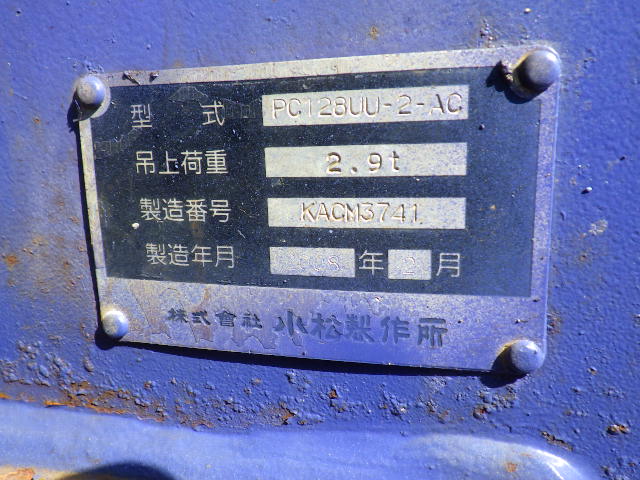 型 式 PC128UU-2-AC
吊上荷重 2.9t
製造番号 KACM3741
製造年月 年 2 月
株式會社 小松製作所